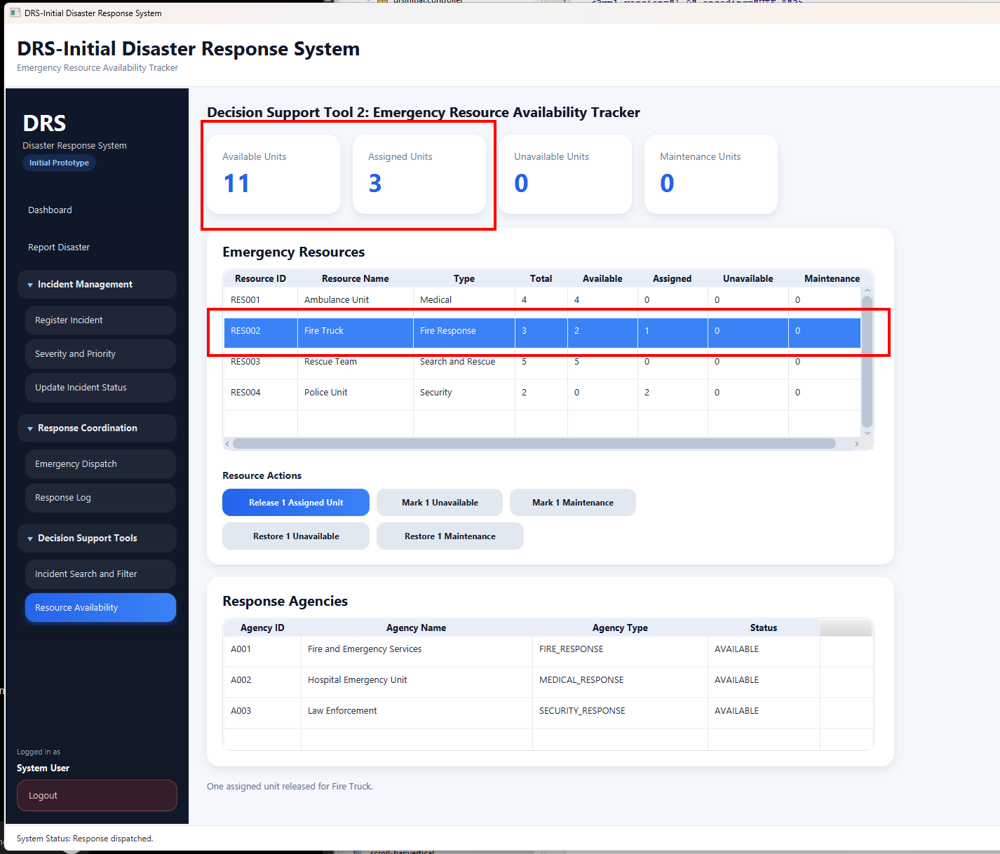 DRS-Initial Disaster Response System
DRS-Initial Disaster Response System
Emergency Resource Availability Tracker
DRS
Disaster Response System
Initial Prototype
Dashboard
Report Disaster
Incident Management
Register Incident
Severity and Priority
Update Incident Status
Response Coordination
Emergency Dispatch
Response Log
Decision Support Tools
Incident Search and Filter
Resource Availability
Logged in as
System User
Logout
Decision Support Tool 2: Emergency Resource Availability Tracker
Available Units Assigned Units Unavailable Units Maintenance Units
11 3 0 0
Emergency Resources
Resource ID Resource Name Type Total Available Assigned Unavailable Maintenance
RES001 Ambulance Unit Medical 4 4 0 0 0
RES002 Fire Truck Fire Response 3 2 1 0 0
RES003 Rescue Team Search and Rescue 5 5 0 0 0
RES004 Police Unit Security 2 0 2 0 0
Resource Actions
Release 1 Assigned Unit Mark 1 Unavailable Mark 1 Maintenance
Restore 1 Unavailable Restore 1 Maintenance
Response Agencies
Agency ID Agency Name Agency Type Status
A001 Fire and Emergency Services FIRE_RESPONSE AVAILABLE
A002 Hospital Emergency Unit MEDICAL_RESPONSE AVAILABLE
A003 Law Enforcement SECURITY_RESPONSE AVAILABLE
One assigned unit released for Fire Truck.
System Status: Response dispatched.